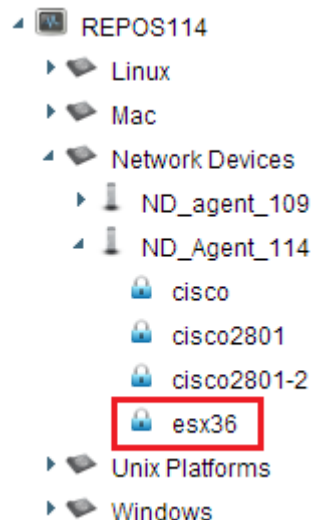 REPOS114
Linux
Mac
Network Devices
ND_agent_109
ND_Agent_114
cisco
cisco2801
cisco2801-2
esx36
Unix Platforms
Windows